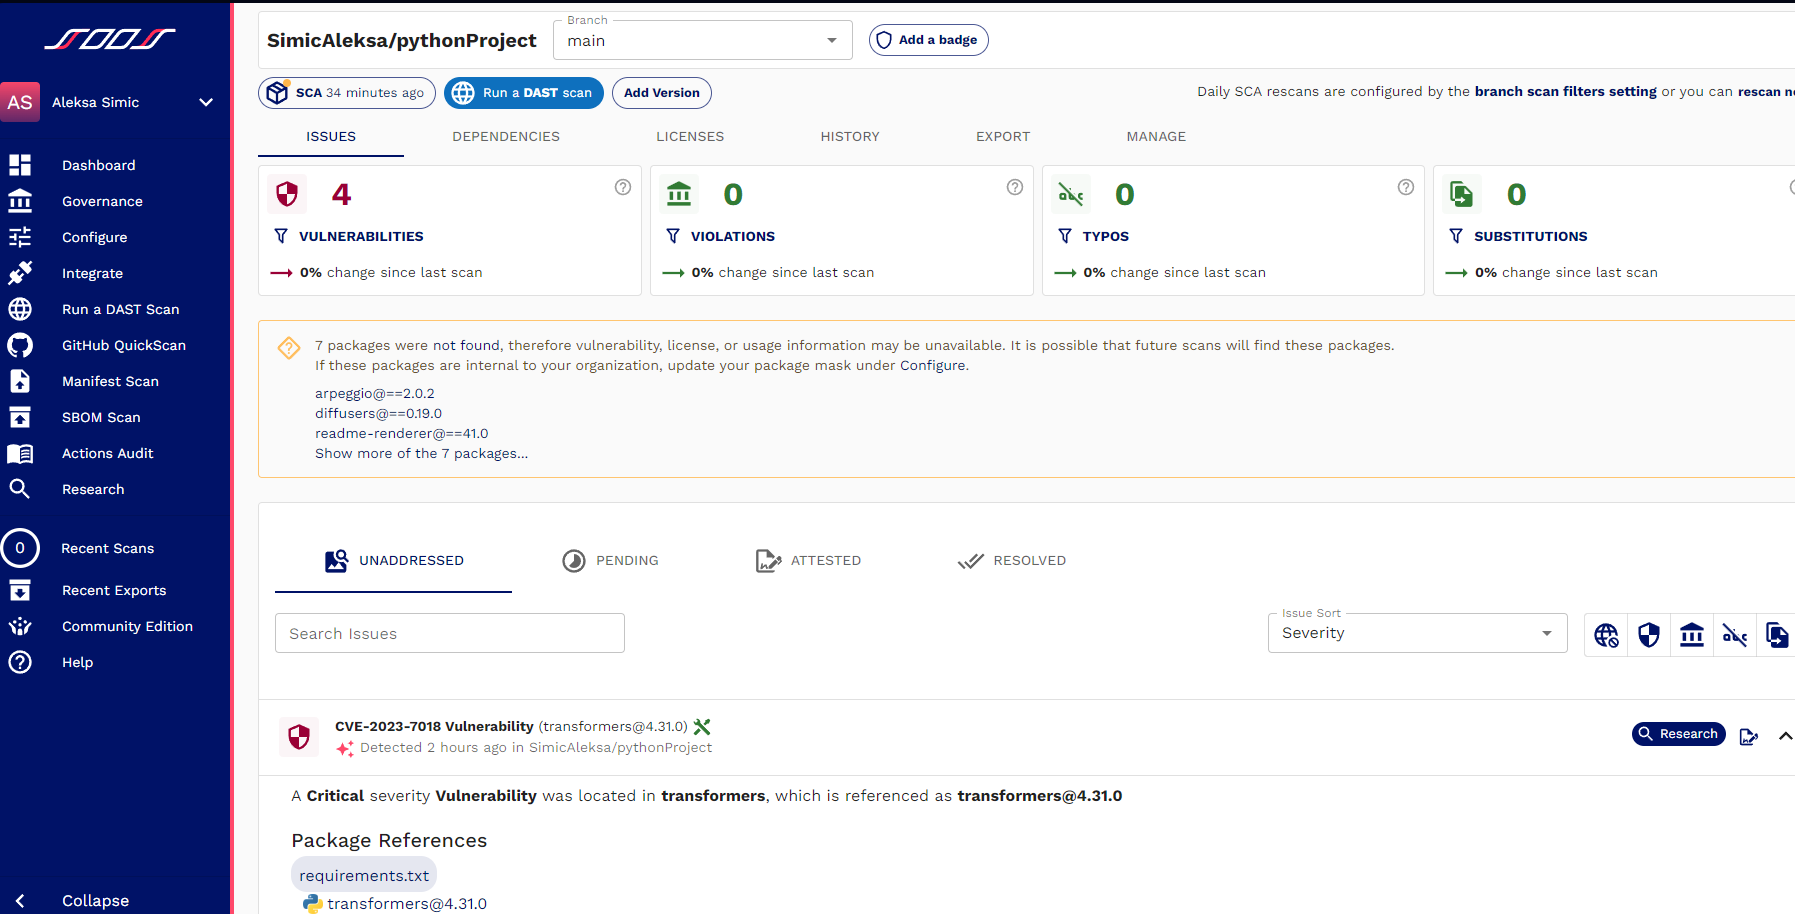 SOOS
SimicAleksa/pythonProject
Branch
main
Add a badge
AS
Aleksa Simic
SCA 34 minutes ago
Run a DAST scan
Add Version
Daily SCA rescans are configured by the branch scan filters setting or you can rescan
ISSUES
DEPENDENCIES
LICENSES
HISTORY
EXPORT
MANAGE
Dashboard
Governance
Configure
Integrate
Run a DAST Scan
GitHub QuickScan
Manifest Scan
SBOM Scan
Actions Audit
Research
0
Recent Scans
Recent Exports
Community Edition
Help
Collapse
4
VULNERABILITIES
0% change since last scan
0
VIOLATIONS
0% change since last scan
abc
0
TYPOS
0% change since last scan
0
SUBSTITUTIONS
0% change since last scan
7 packages were not found, therefore vulnerability, license, or usage information may be unavailable. It is possible that future scans will find these packages.
If these packages are internal to your organization, update your package mask under Configure.
arpeggio@==2.0.2
diffusers@==0.19.0
readme-renderer@==41.0
Show more of the 7 packages...
UNADDRESSED
PENDING
ATTESTED
RESOLVED
Search Issues
Issue Sort
Severity
abc
CVE-2023-7018 Vulnerability (transformers@4.31.0)
Detected 2 hours ago in SimicAleksa/pythonProject
Research
A Critical severity Vulnerability was located in transformers, which is referenced as transformers@4.31.0
Package References
requirements.txt
transformers@4.31.0